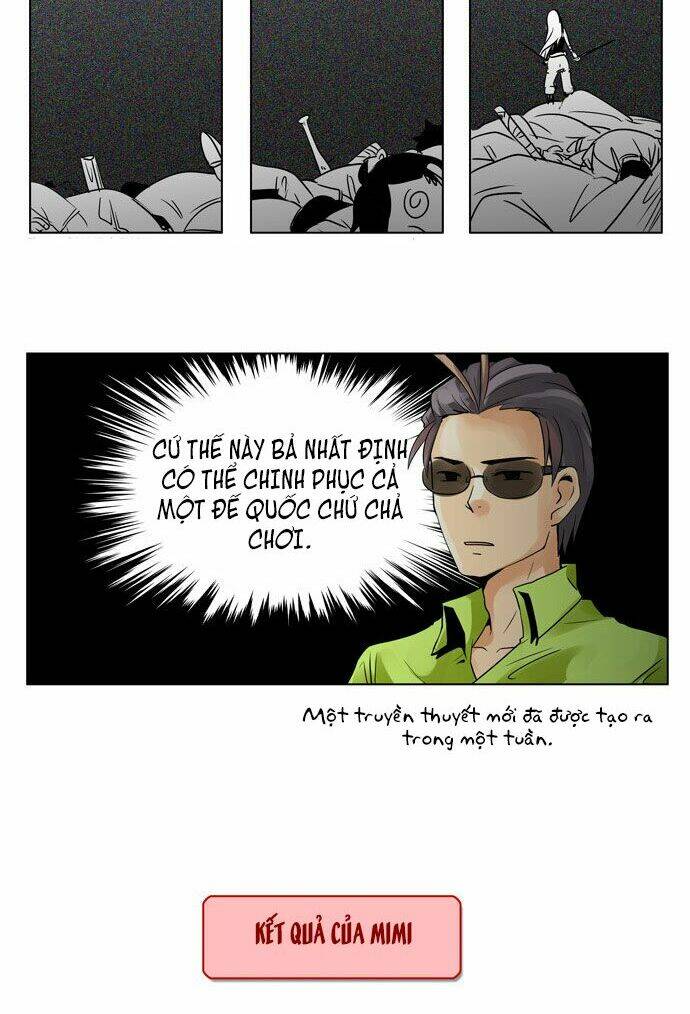 CỨ THẾ NÀY BẢ NHẤT ĐỊNH
CÓ THỂ CHINH PHỤC CẢ
MỘT ĐẾ QUỐC CHỨ CHẢ
CHƠI.
Một truyền thuyết mới đã được tạo ra
trong một tuần.
KẾT QUẢ CỦA MIMI